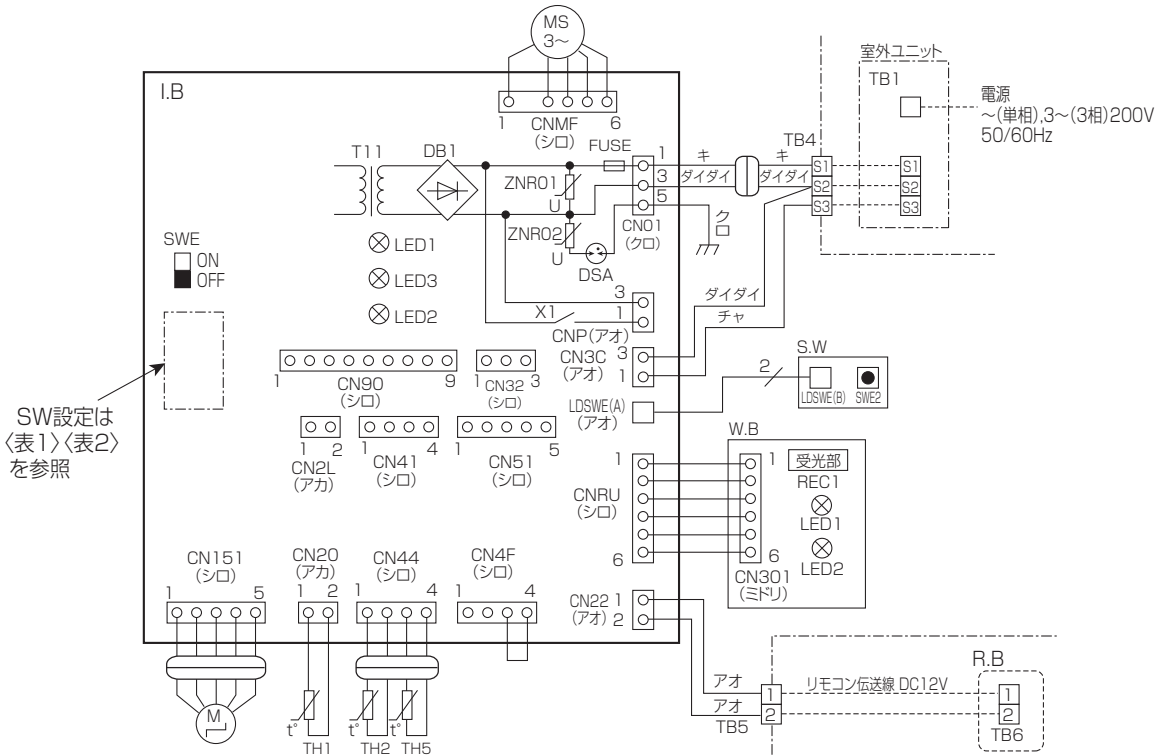 MS
3～
I.B
1
6
CNMF
(シロ)
FUSE
T11
DB1
ZNR01
U
ZNR02
U
DSA
1
3
5
CN01
(クロ)
キ
ダイダイ
キ
ダイダイ
クロ
TB4
S1
S2
S3
室外ユニット
TB1
S1
S2
S3
電源
～(単相),3～(3相)200V
50/60Hz
SWE
ON
OFF
LED1
LED3
LED2
X1
3
1
CNP(アオ)
ダイダイ
チャ
CN3C
(アオ)
3
1
LDSWE(A)
(アオ)
2
S.W
LDSWE(B)
SWE2
1
9
CN90
(シロ)
1
3
CN32
(シロ)
SW設定は
〈表1〉〈表2〉
を参照
1
2
CN2L
(アカ)
1
4
CN41
(シロ)
5
CN51
(シロ)
1
CNRU
(シロ)
6
W.B
1
6
CN301
(ミドリ)
受光部
REC1
LED1
LED2
CN151
(シロ)
1
5
CN20
(アカ)
1
2
CN44
(シロ)
1
4
CN4F
(シロ)
1
4
CN22
(アオ)
1
2
M
t°
TH1
t°
TH2
t°
TH5
アオ
アオ
1
2
TB5
リモコン伝送線 DC12V
R.B
1
2
TB6